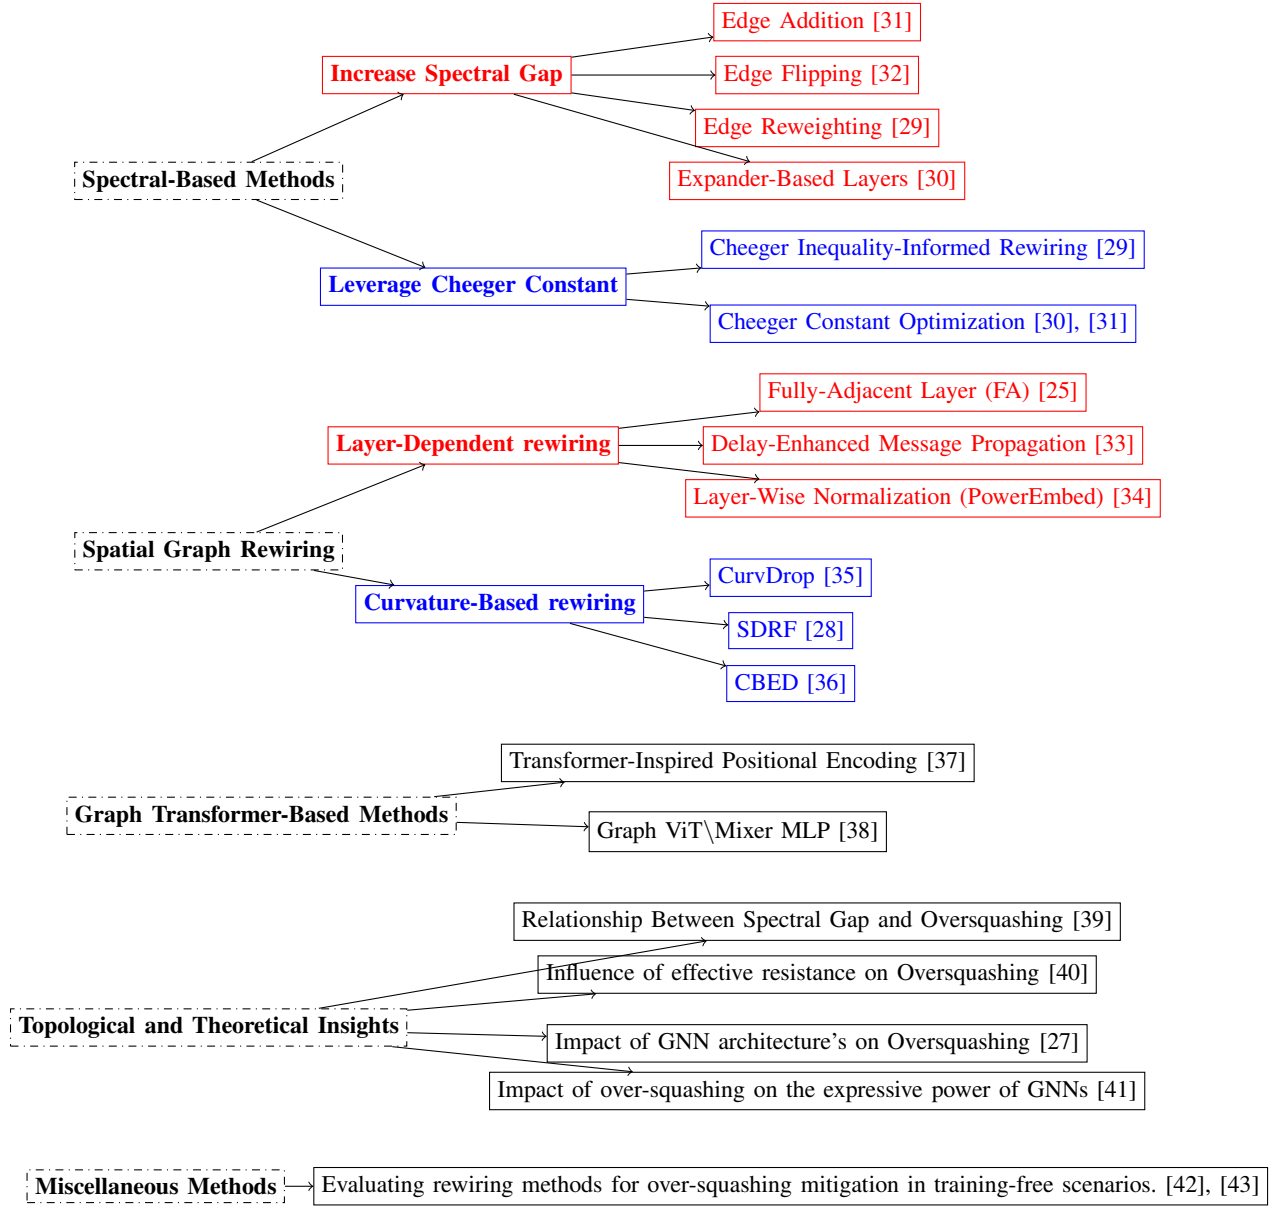 Edge Addition [31]
Increase Spectral Gap
Edge Flipping [32]
Edge Reweighting [29]
Spectral-Based Methods
Expander-Based Layers [30]
Cheeger Inequality-Informed Rewiring [29]
Leverage Cheeger Constant
Cheeger Constant Optimization [30], [31]
Fully-Adjacent Layer (FA) [25]
Layer-Dependent rewiring
Delay-Enhanced Message Propagation [33]
Layer-Wise Normalization (PowerEmbed) [34]
Spatial Graph Rewiring
CurvDrop [35]
Curvature-Based rewiring
SDRF [28]
CBED [36]
Transformer-Inspired Positional Encoding [37]
Graph Transformer-Based Methods
Graph ViT\Mixer MLP [38]
Relationship Between Spectral Gap and Oversquashing [39]
Influence of effective resistance on Oversquashing [40]
Topological and Theoretical Insights
Impact of GNN architecture's on Oversquashing [27]
Impact of over-squashing on the expressive power of GNNs [41]
Miscellaneous Methods
Evaluating rewiring methods for over-squashing mitigation in training-free scenarios. [42], [43]